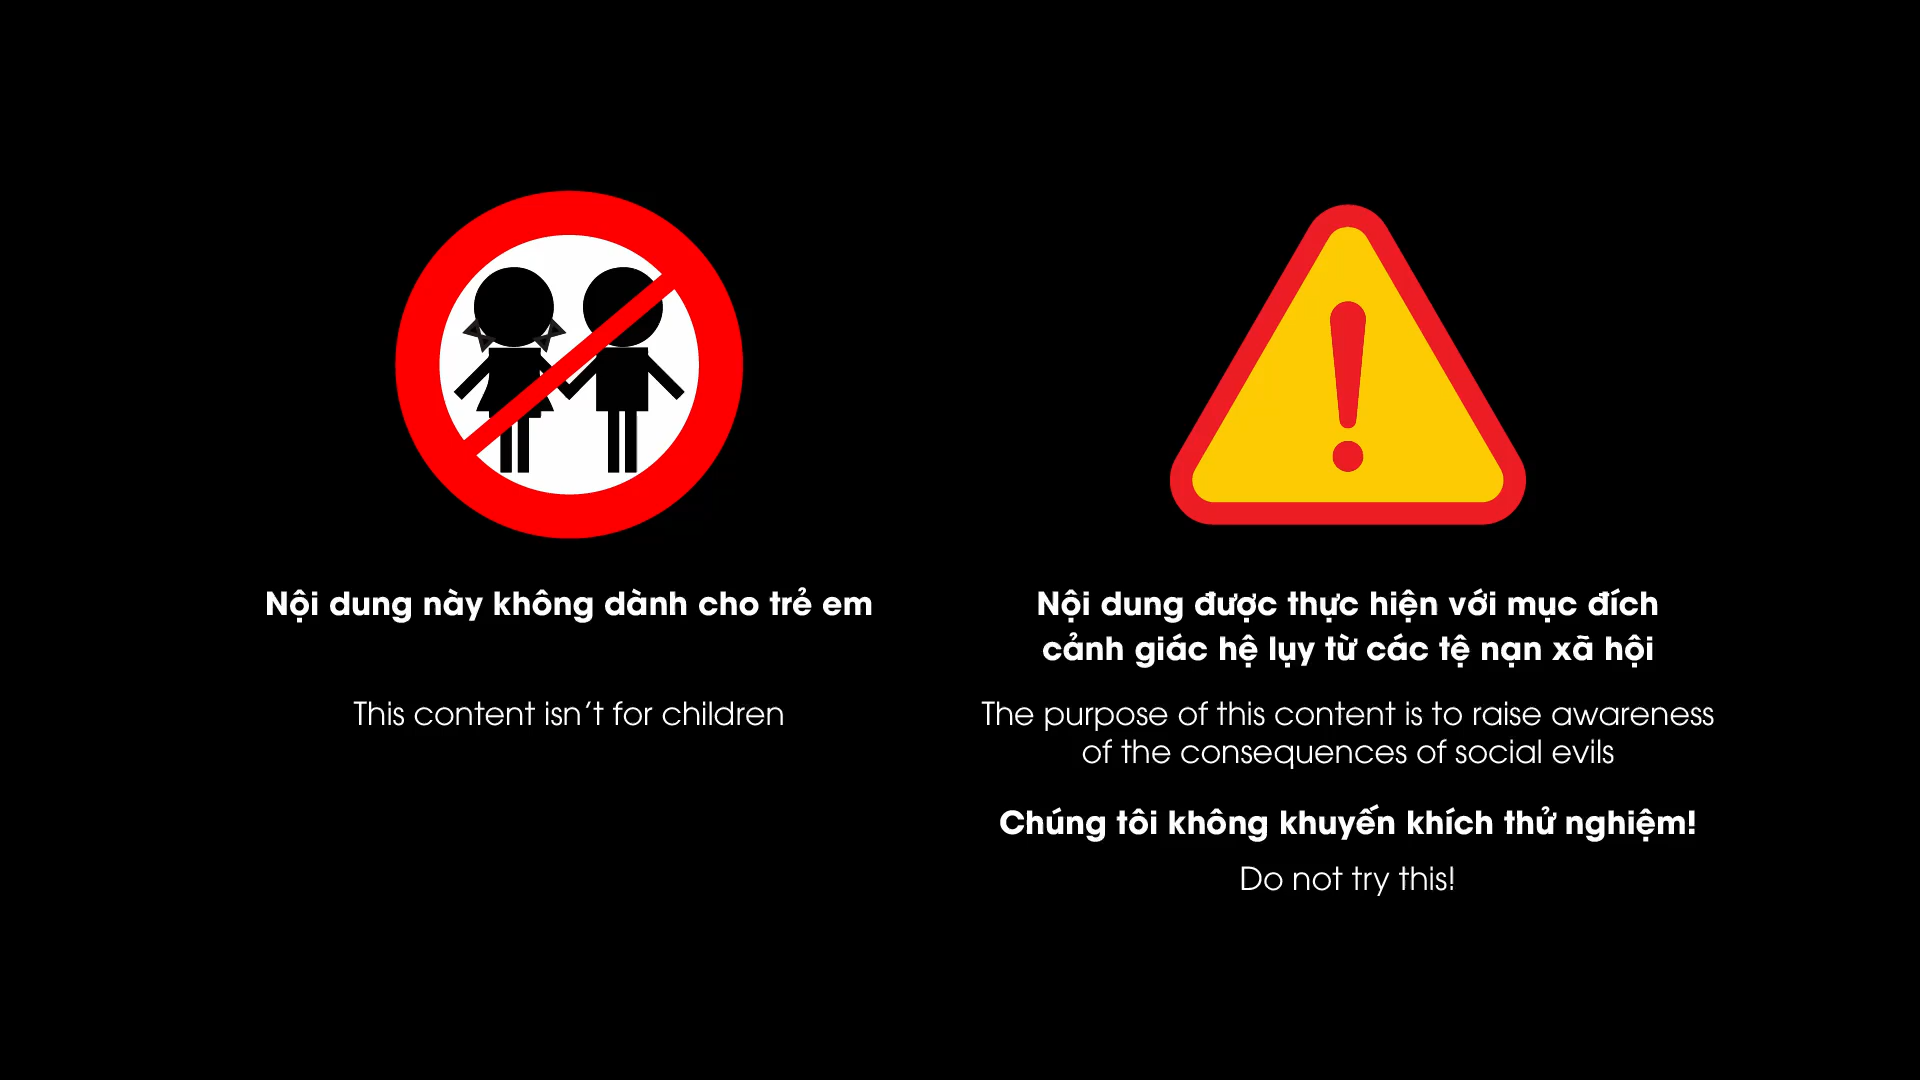 Nội dung này không dành cho trẻ em
This content isn’t for children
Nội dung được thực hiện với mục đích
cảnh giác hệ lụy từ các tệ nạn xã hội
The purpose of this content is to raise awareness
of the consequences of social evils
Chúng tôi không khuyến khích thử nghiệm!
Do not try this!